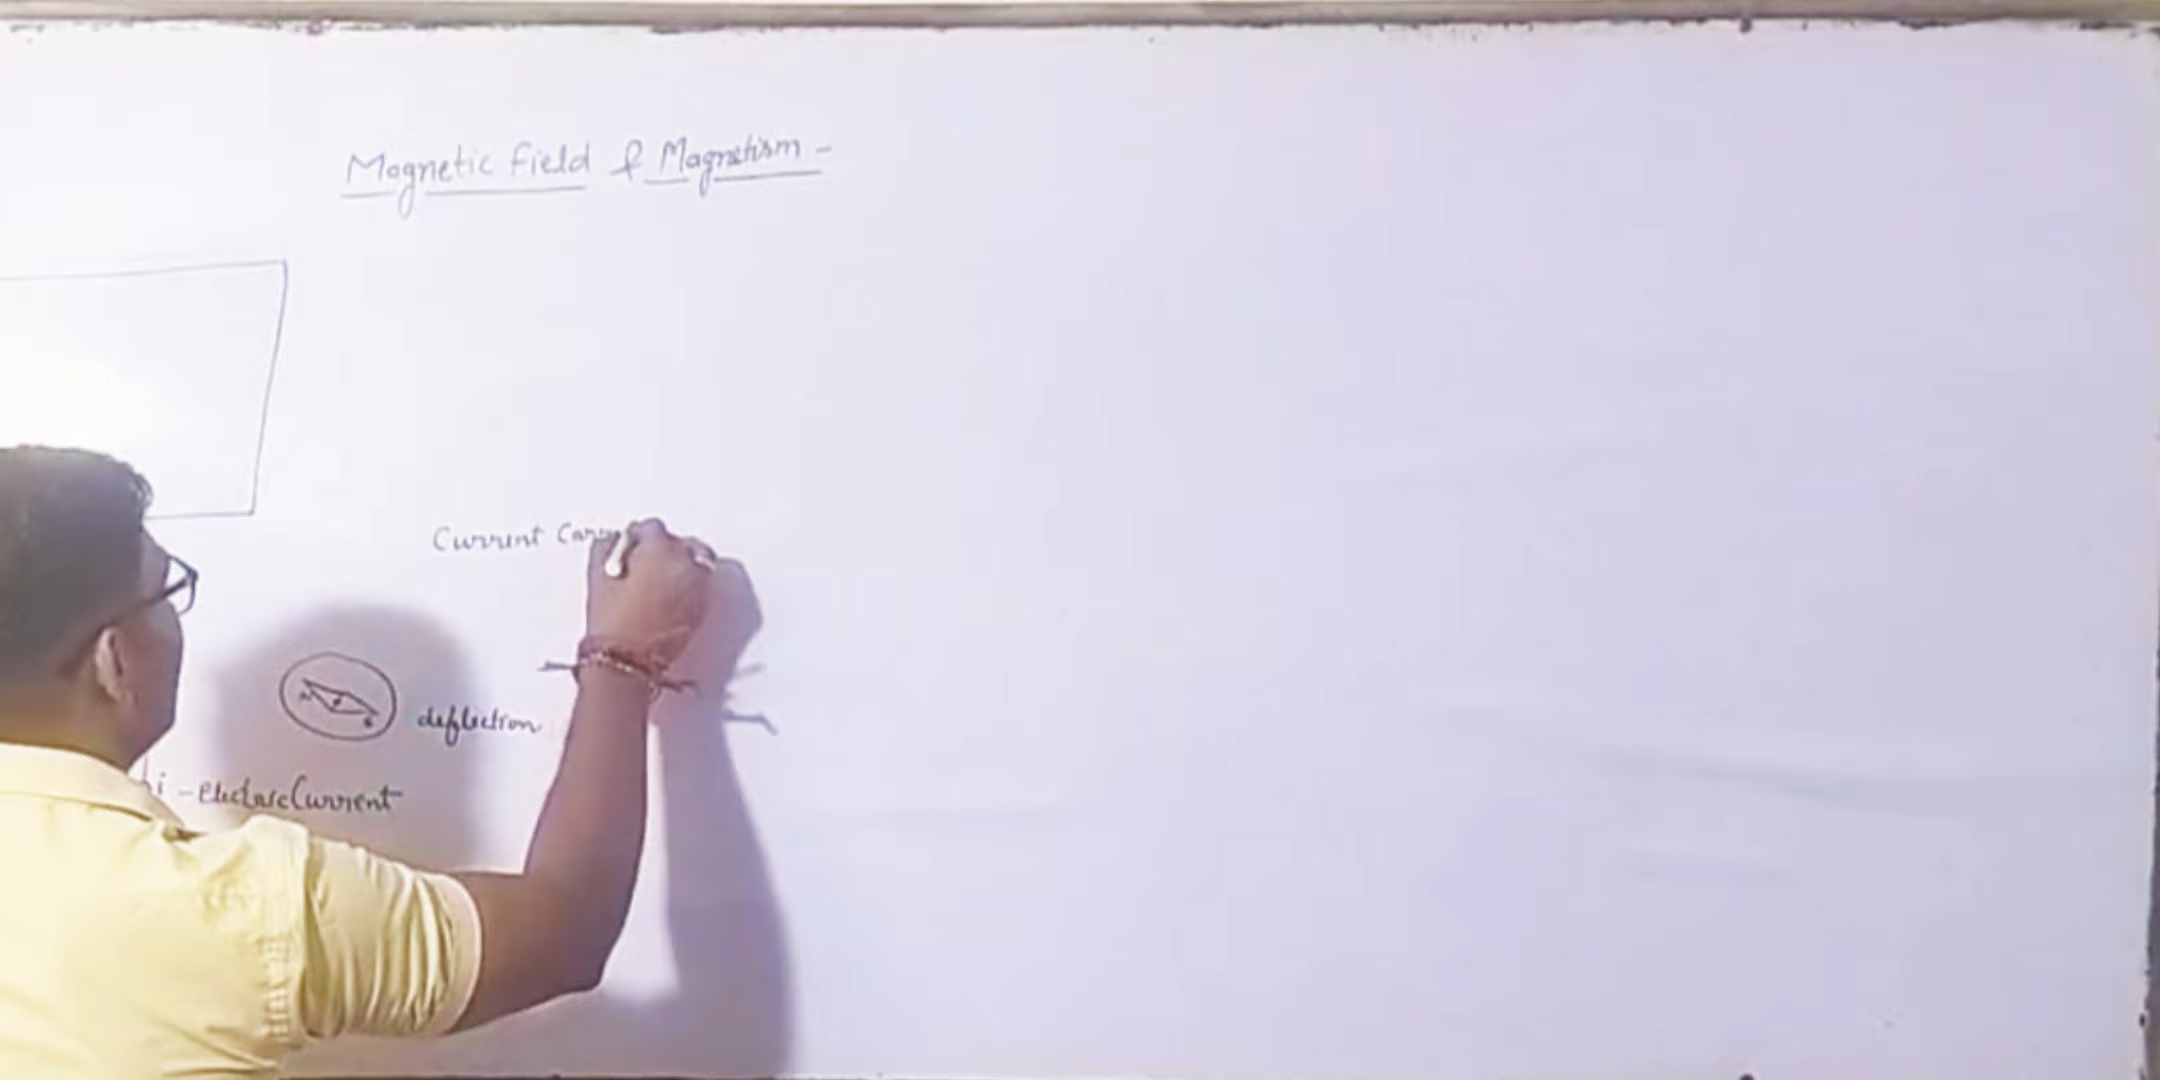 Magnetic Field & Magnetism -
Current Carr
N
S
deflection
i - Electric Current